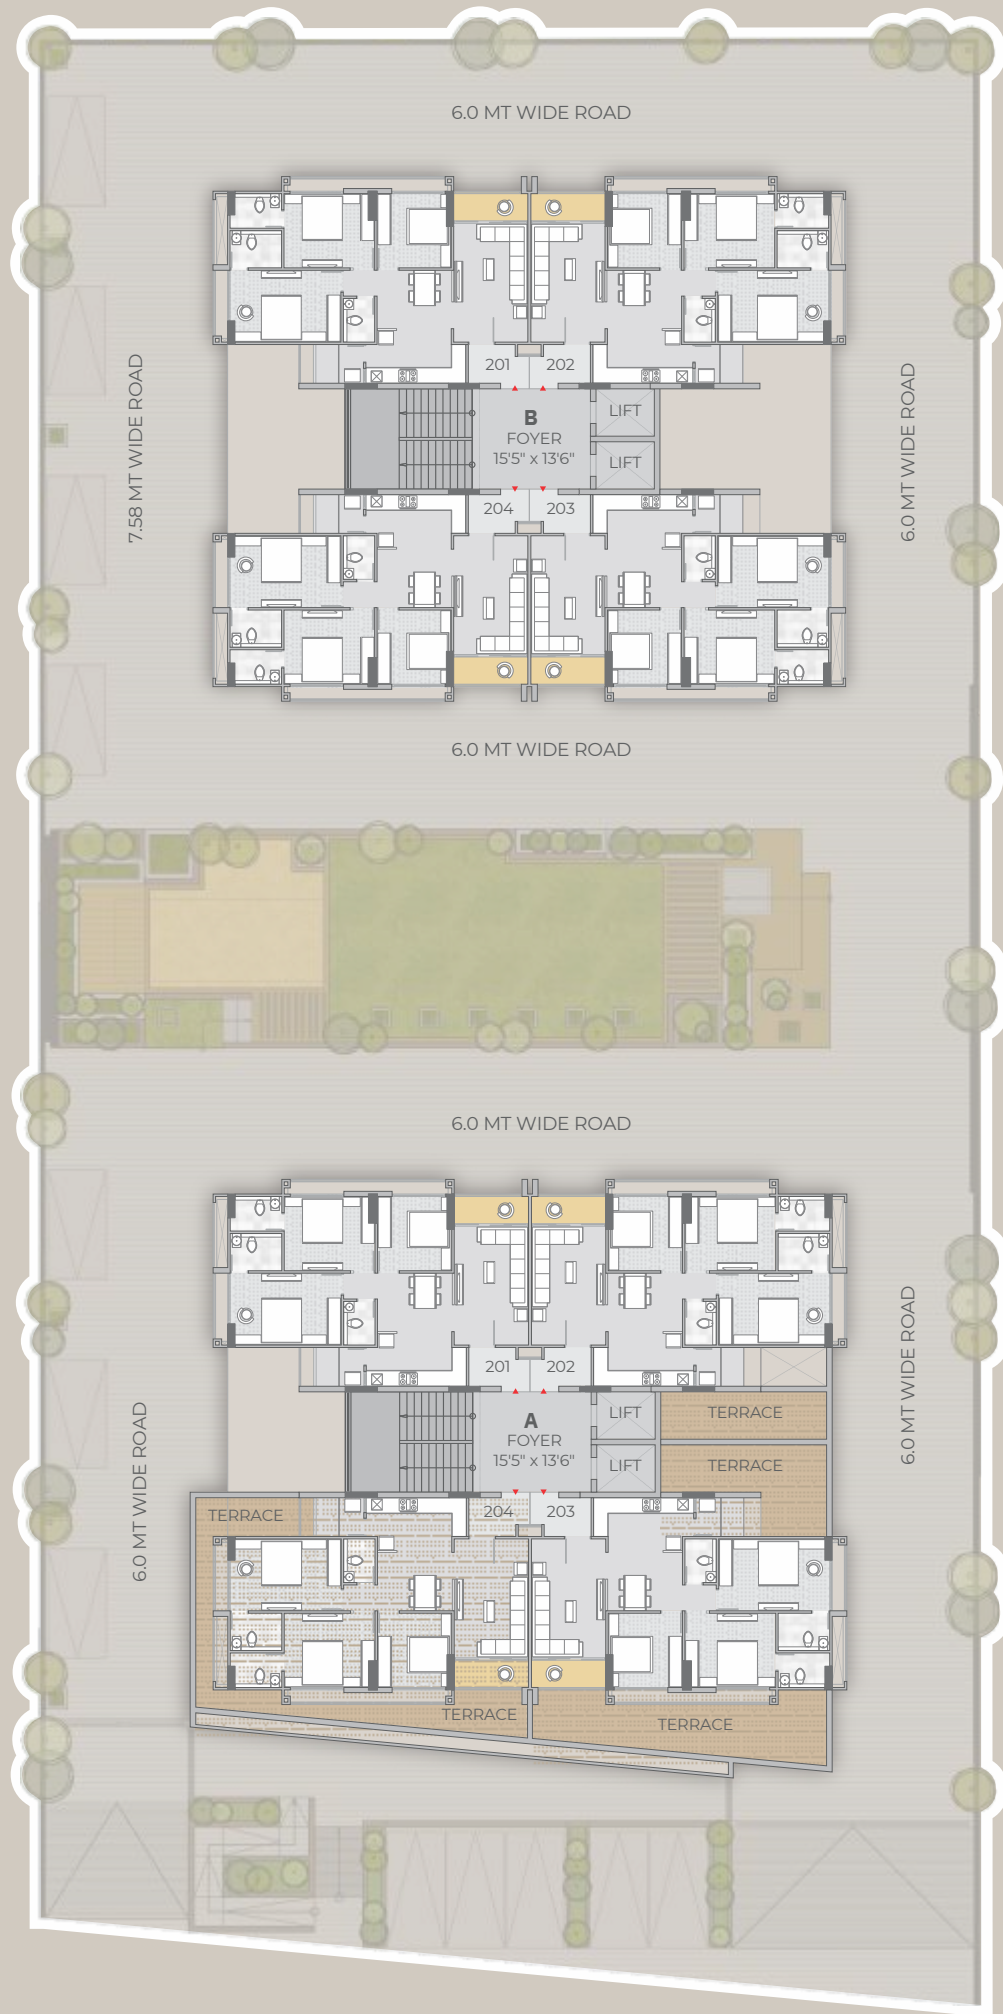 6.0 MT WIDE ROAD
7.58 MT WIDE ROAD
6.0 MT WIDE ROAD
201
202
B
FOYER
15'5" x 13'6"
LIFT
LIFT
204
203
6.0 MT WIDE ROAD
6.0 MT WIDE ROAD
6.0 MT WIDE ROAD
6.0 MT WIDE ROAD
201
202
A
FOYER
15'5" x 13'6"
LIFT
LIFT
TERRACE
TERRACE
204
203
TERRACE
TERRACE
TERRACE